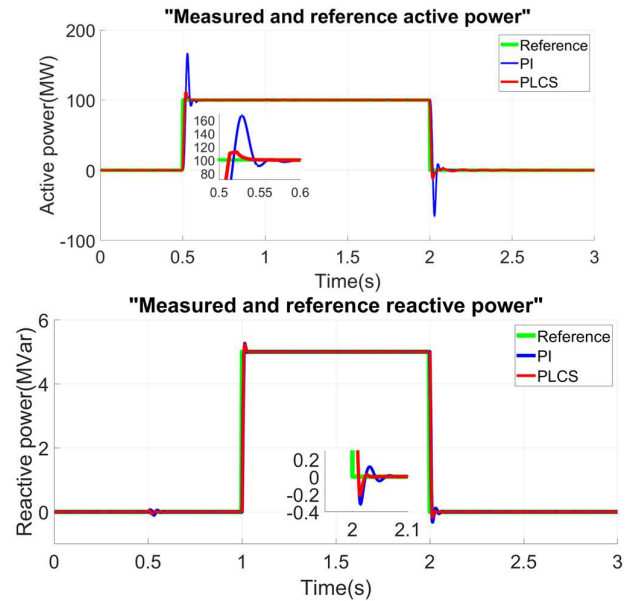 "Measured and reference active power"
200
100
0
-100
Active power(MW)
Reference
PI
PLCS
160
140
120
100
80
0.5 0.55 0.6
0 0.5 1 1.5 2 2.5 3
Time(s)
"Measured and reference reactive power"
6
4
2
0
Reactive power(MVar)
Reference
PI
PLCS
0.2
0
-0.2
-0.4
2 2.1
0 0.5 1 1.5 2 2.5 3
Time(s)